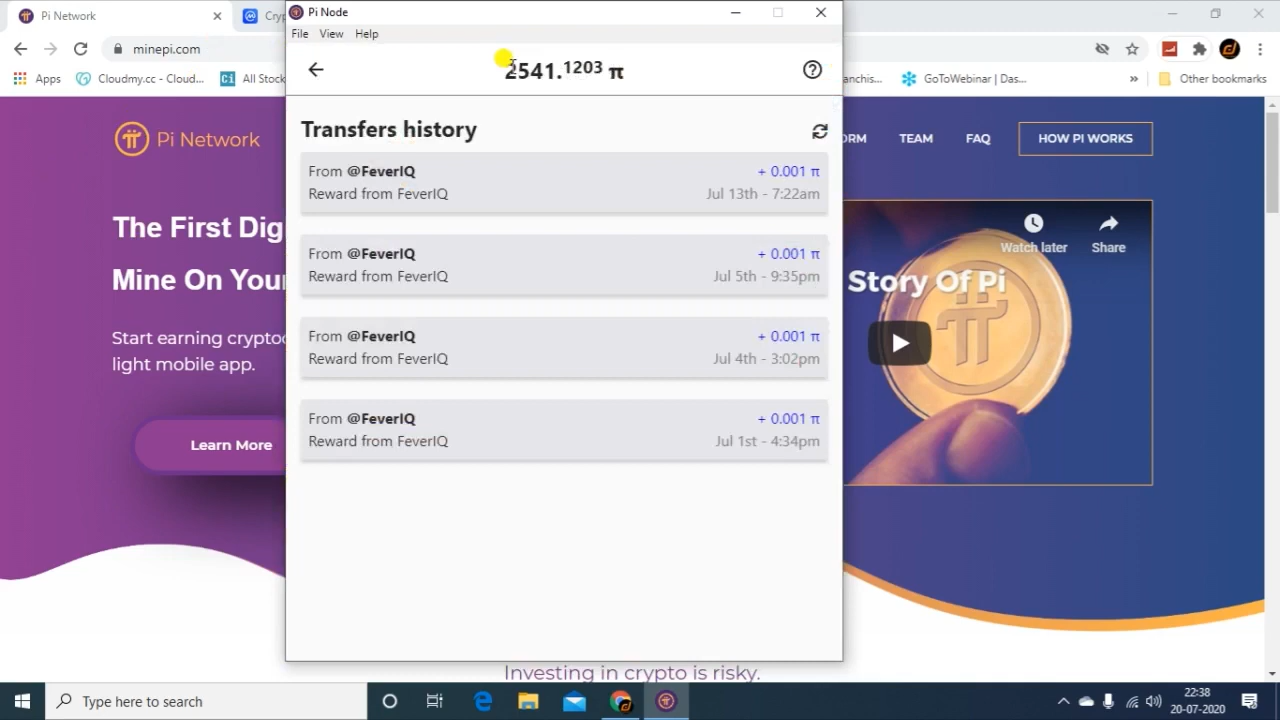 Pi Network
Cryp
Pi Node
File View Help
minepi.com
Apps
Cloudmy.cc - Cloud...
All Stock
anchis...
GoToWebinar | Das...
»
Other bookmarks
2541.1203 π
Transfers history
From @FeverIQ
+ 0.001 π
Reward from FeverIQ
Jul 13th - 7:22am
From @FeverIQ
+ 0.001 π
Reward from FeverIQ
Jul 5th - 9:35pm
From @FeverIQ
+ 0.001 π
Reward from FeverIQ
Jul 4th - 3:02pm
From @FeverIQ
+ 0.001 π
Reward from FeverIQ
Jul 1st - 4:34pm
Pi Network
The First Dig
Mine On Your
Start earning cryptoc
light mobile app.
Learn More
ORM
TEAM
FAQ
HOW PI WORKS
Watch later
Share
Story Of Pi
Investing in crypto is risky.
Type here to search
22:38
20-07-2020